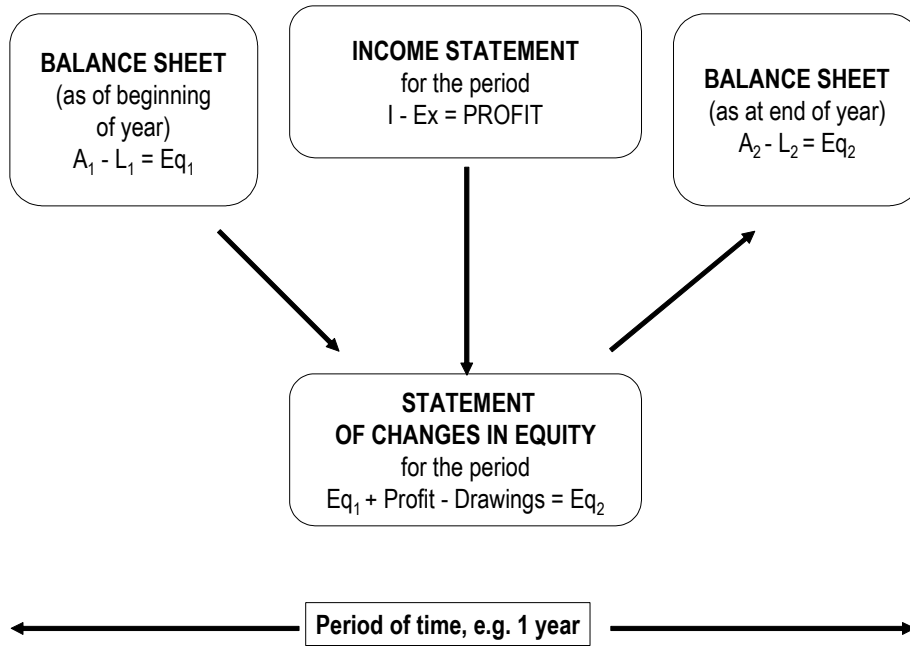 BALANCE SHEET
(as of beginning
of year)
A₁ - L₁ = Eq₁
INCOME STATEMENT
for the period
I - Ex = PROFIT
BALANCE SHEET
(as at end of year)
A₂ - L₂ = Eq₂
STATEMENT
OF CHANGES IN EQUITY
for the period
Eq₁ + Profit - Drawings = Eq₂
Period of time, e.g. 1 year